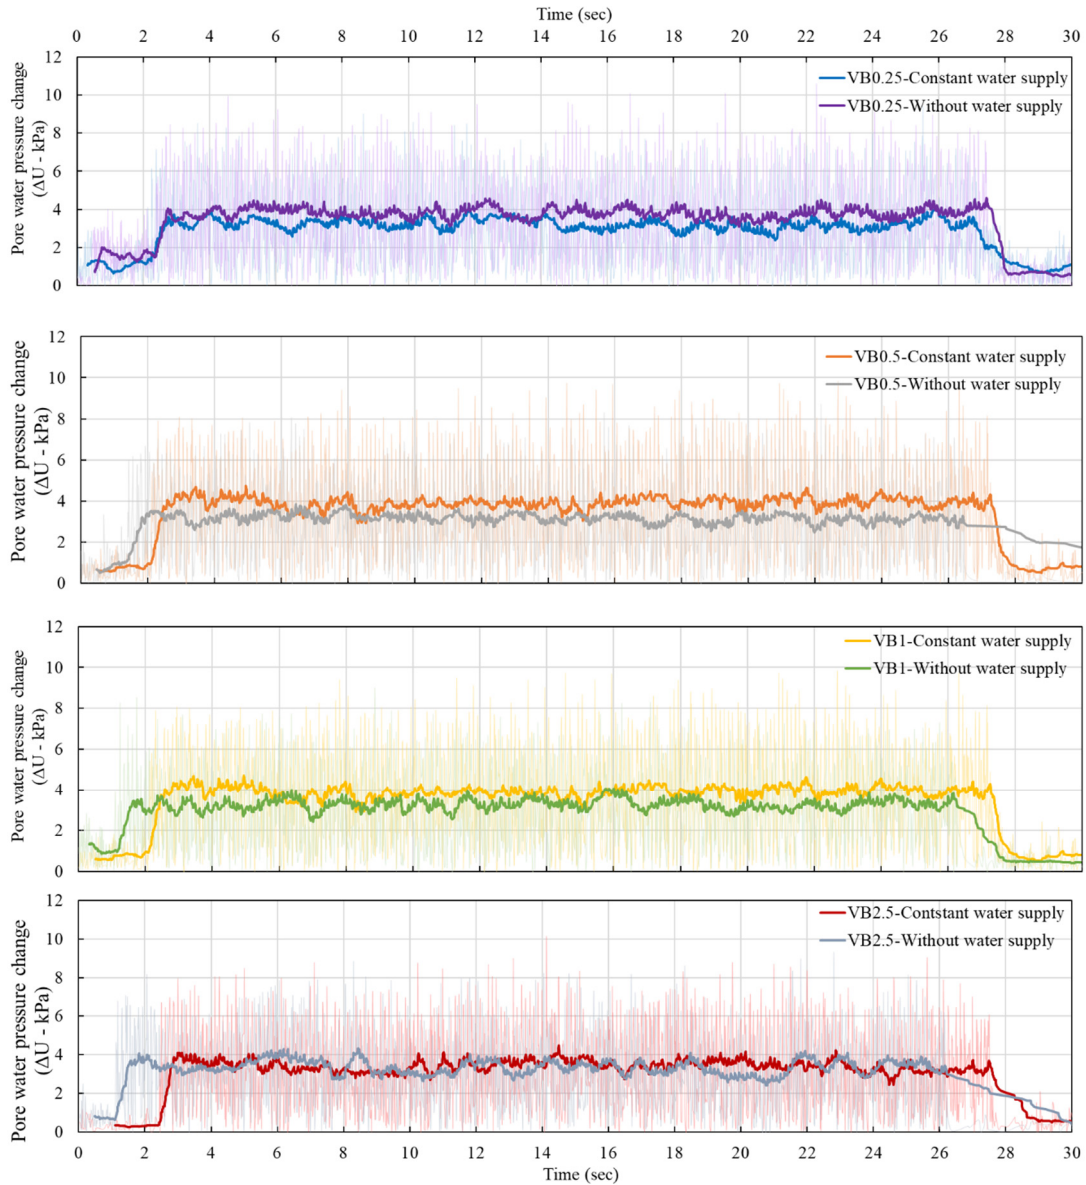 Time (sec)
0 2 4 6 8 10 12 14 16 18 20 22 24 26 28 30
Pore water pressure change
(ΔU - kPa)
12
10
8
6
4
2
0
VB0.25-Constant water supply
VB0.25-Without water supply
Pore water pressure change
(ΔU - kPa)
12
10
8
6
4
2
0
VB0.5-Constant water supply
VB0.5-Without water supply
Pore water pressure change
(ΔU - kPa)
12
10
8
6
4
2
0
VB1-Constant water supply
VB1-Without water supply
Pore water pressure change
(ΔU - kPa)
12
10
8
6
4
2
0
VB2.5-Contstant water supply
VB2.5-Without water supply
0 2 4 6 8 10 12 14 16 18 20 22 24 26 28 30
Time (sec)